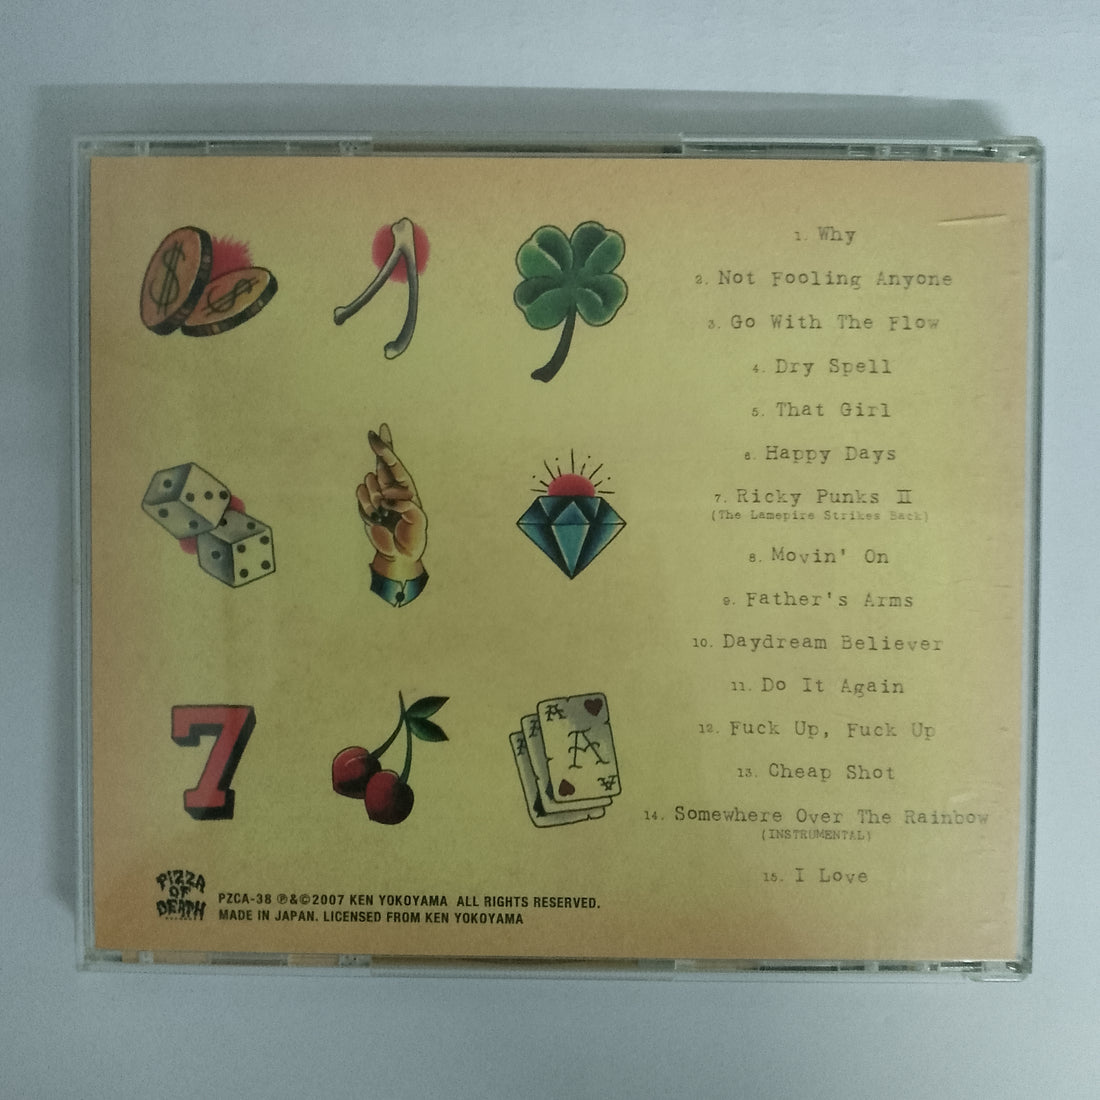 1. Why
2. Not Fooling Anyone
3. Go With The Flow
4. Dry Spell
5. That Girl
6. Happy Days
7. Ricky Punks II
(The Lamepire Strikes Back)
8. Movin' On
9. Father's Arms
10. Daydream Believer
11. Do It Again
12. Fuck Up, Fuck Up
13. Cheap Shot
14. Somewhere Over The Rainbow
(INSTRUMENTAL)
15. I Love
$
$
7
A
A
A
A
A
PIZZA
OF
DEATH
PZCA-38 ℗&©2007 KEN YOKOYAMA ALL RIGHTS RESERVED.
MADE IN JAPAN. LICENSED FROM KEN YOKOYAMA